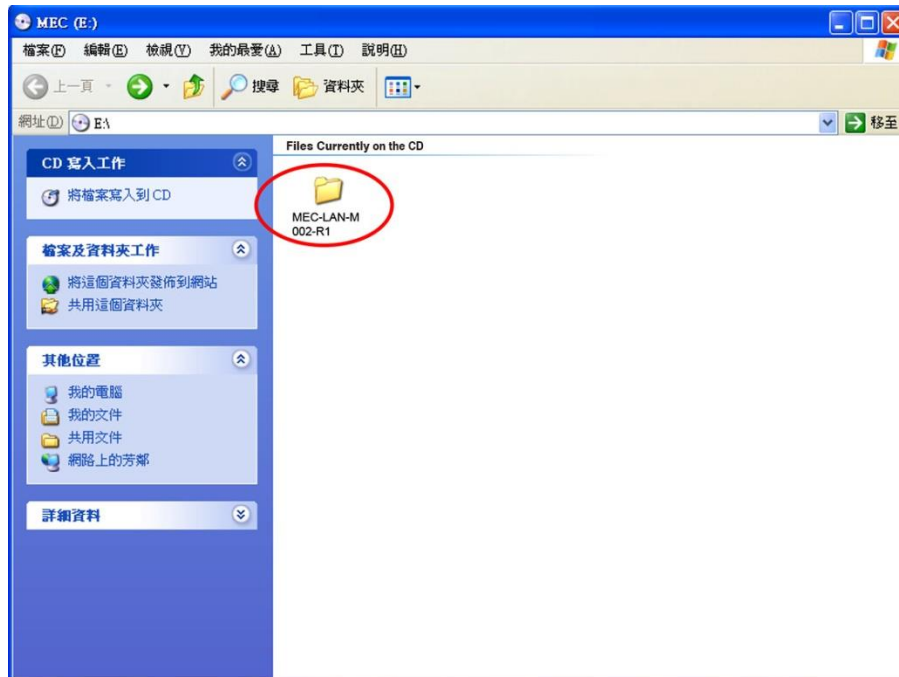 MEC (E:)
檔案(F) 編輯(E) 檢視(V) 我的最愛(A) 工具(T) 說明(H)
上一頁 搜尋 資料夾
網址(D) E:\ 移至
Files Currently on the CD
CD 寫入工作
將檔案寫入到 CD
MEC-LAN-M
002-R1
檔案及資料夾工作
將這個資料夾發佈到網站
共用這個資料夾
其他位置
我的電腦
我的文件
共用文件
網路上的芳鄰
詳細資料